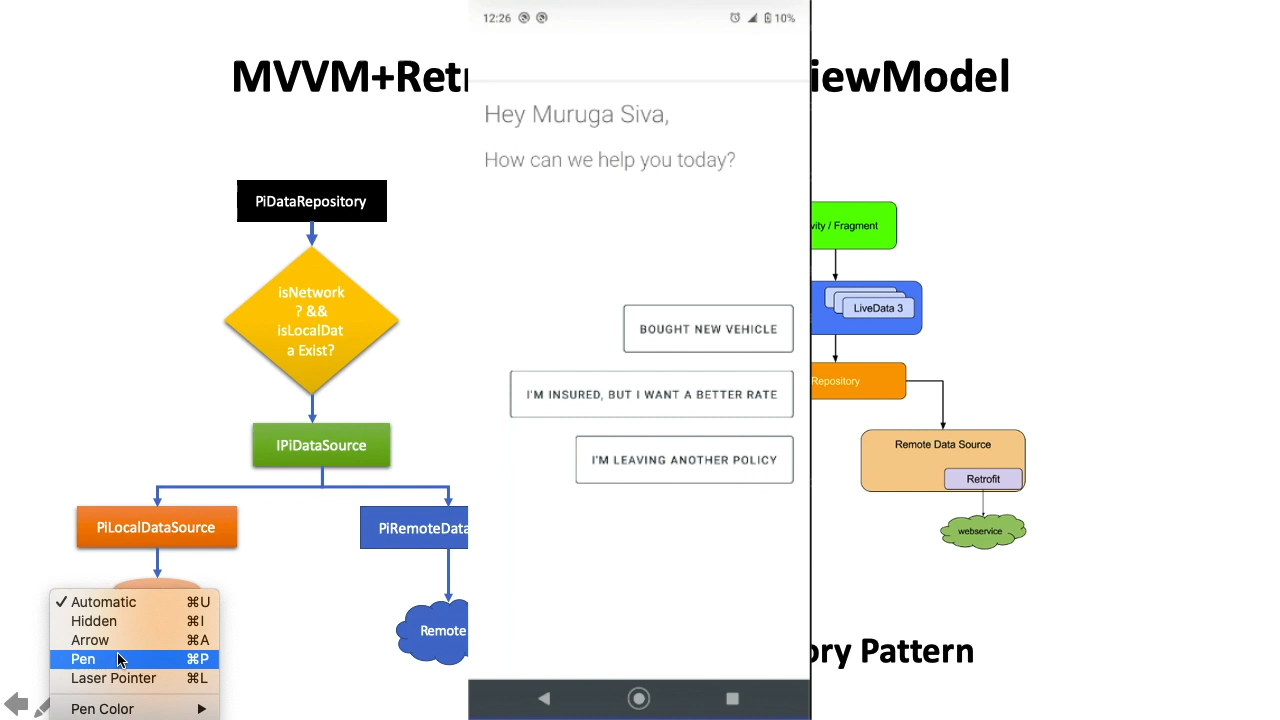 12:26
10%
MVVM+Ret
iewModel
Hey Muruga Siva,
How can we help you today?
PiDataRepository
isNetwork
? &&
isLocalDat
a Exist?
IPiDataSource
PiLocalDataSource
PiRemoteData
Remote
BOUGHT NEW VEHICLE
I'M INSURED, BUT I WANT A BETTER RATE
I'M LEAVING ANOTHER POLICY
vity / Fragment
LiveData 3
Repository
Remote Data Source
Retrofit
webservice
ory Pattern
✓ Automatic ⌘U
Hidden ⌘I
Arrow ⌘A
Pen ⌘P
Laser Pointer ⌘L
Pen Color